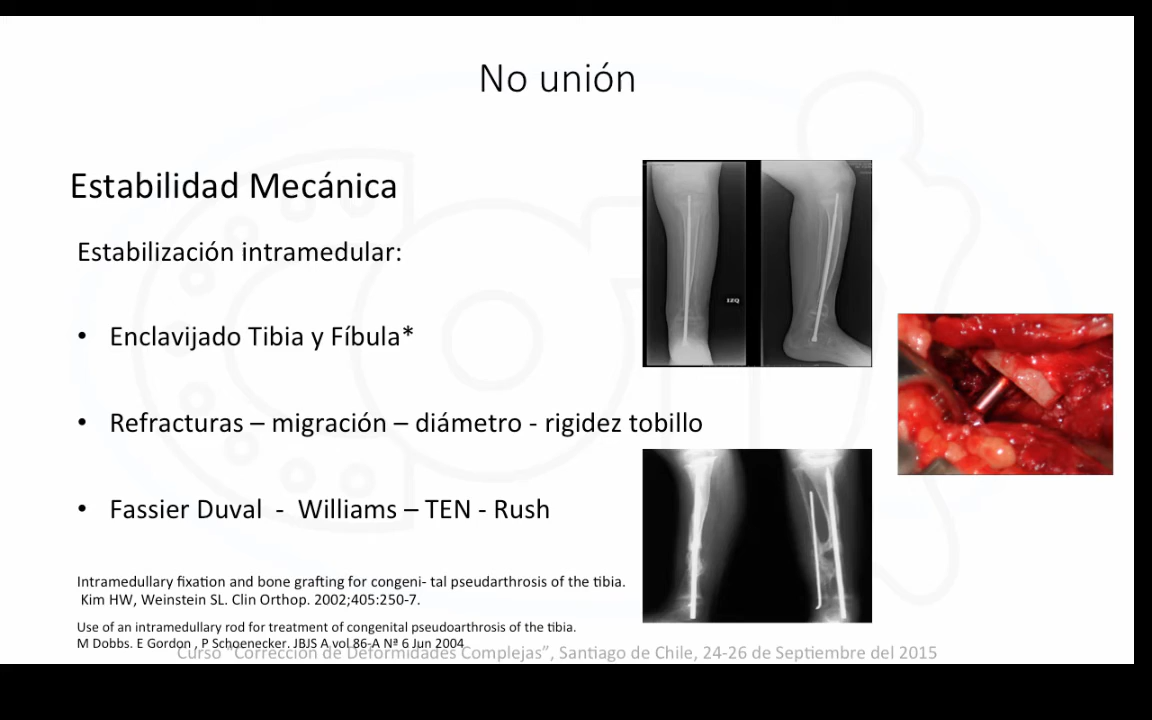 No unión
Estabilidad Mecánica
Estabilización intramedular:
• Enclavijado Tibia y Fíbula*
• Refracturas – migración – diámetro - rigidez tobillo
• Fassier Duval - Williams – TEN - Rush
IZQ
Intramedullary fixation and bone grafting for congeni- tal pseudarthrosis of the tibia.
Kim HW, Weinstein SL. Clin Orthop. 2002;405:250-7.
Use of an intramedullary rod for treatment of congenital pseudoarthrosis of the tibia.
M Dobbs. E Gordon , P Schoenecker. JBJS A vol 86-A Nª 6 Jun 2004
Curso "Corrección de Deformidades Complejas", Santiago de Chile, 24-26 de Septiembre del 2015